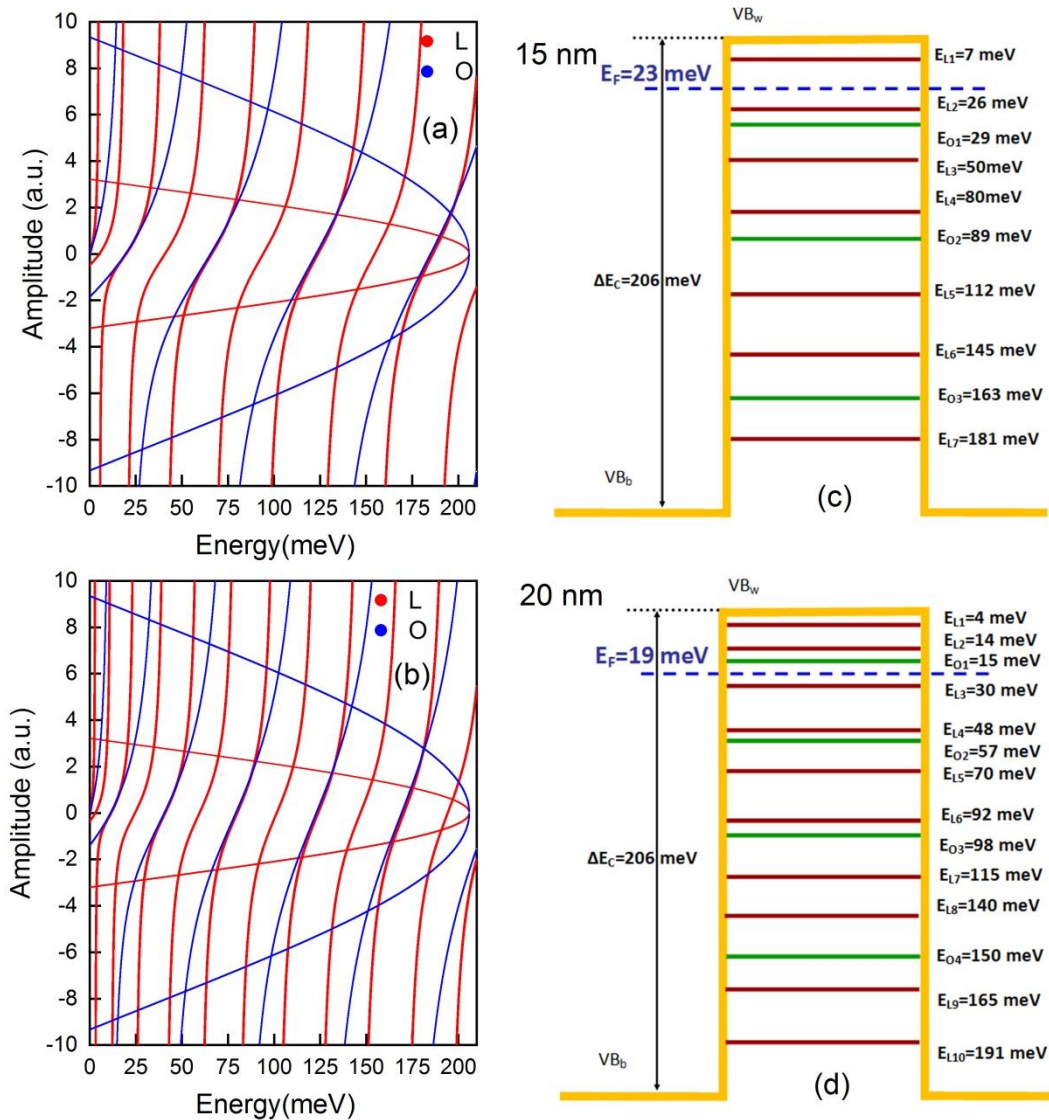 10
8
6
4
2
0
-2
-4
-6
-8
-10
Amplitude (a.u.)
L
O
(a)
0 25 50 75 100 125 150 175 200
Energy(meV)
15 nm
VBw
EF=23 meV
EL1=7 meV
EL2=26 meV
EO1=29 meV
EL3=50meV
EL4=80meV
EO2=89 meV
ΔEC=206 meV
EL5=112 meV
EL6=145 meV
EO3=163 meV
EL7=181 meV
VBb
(c)
10
8
6
4
2
0
-2
-4
-6
-8
-10
Amplitude (a.u.)
L
O
(b)
0 25 50 75 100 125 150 175 200
Energy(meV)
20 nm
VBw
EF=19 meV
EL1=4 meV
EL2=14 meV
EO1=15 meV
EL3=30 meV
EL4=48 meV
EO2=57 meV
EL5=70 meV
EL6=92 meV
ΔEC=206 meV
EO3=98 meV
EL7=115 meV
EL8=140 meV
EO4=150 meV
EL9=165 meV
EL10=191 meV
VBb
(d)